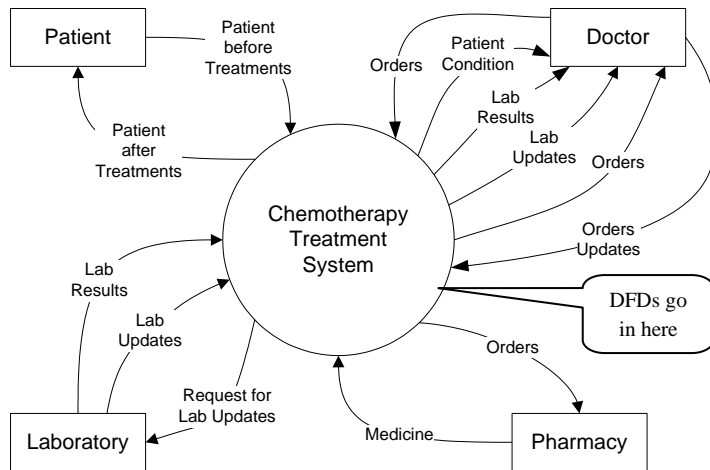 Patient
Patient
before
Treatments
Orders
Patient
Condition
Doctor
Lab
Results
Lab
Updates
Patient
after
Treatments
Orders
Chemotherapy
Treatment
System
Orders
Updates
Lab
Results
Lab
Updates
DFDs go
in here
Orders
Request for
Lab Updates
Laboratory
Medicine
Pharmacy